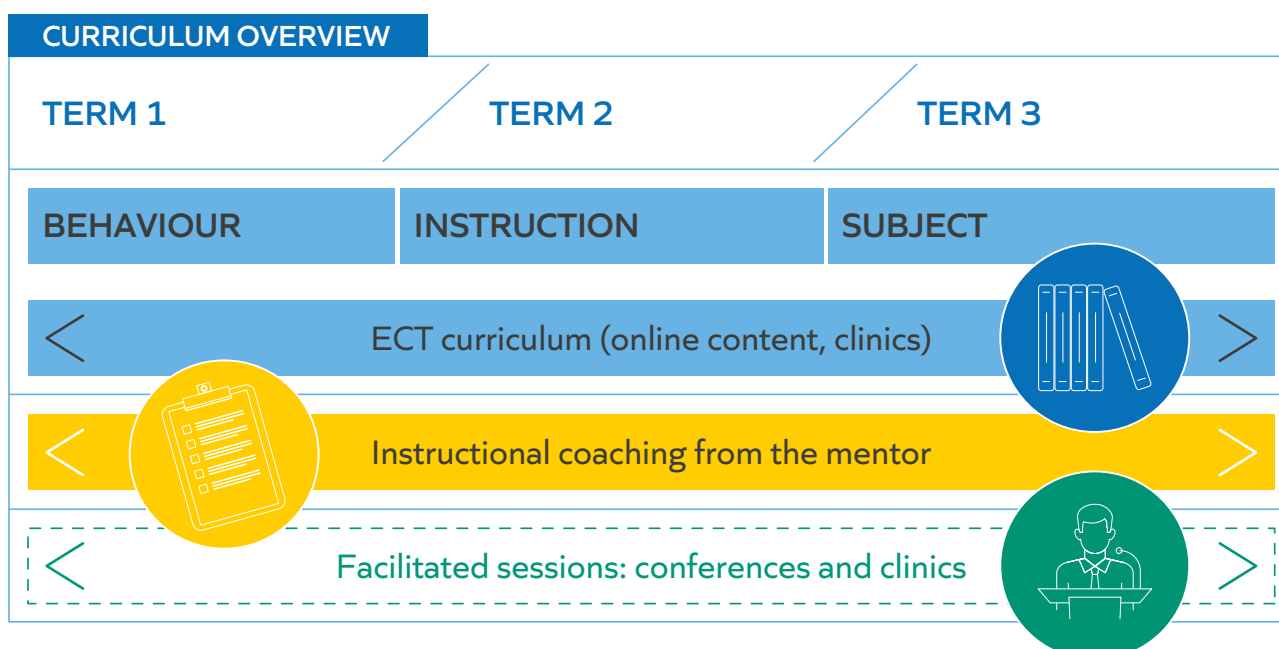 CURRICULUM OVERVIEW
TERM 1
TERM 2
TERM 3
BEHAVIOUR
INSTRUCTION
SUBJECT
ECT curriculum (online content, clinics)
Instructional coaching from the mentor
Facilitated sessions: conferences and clinics